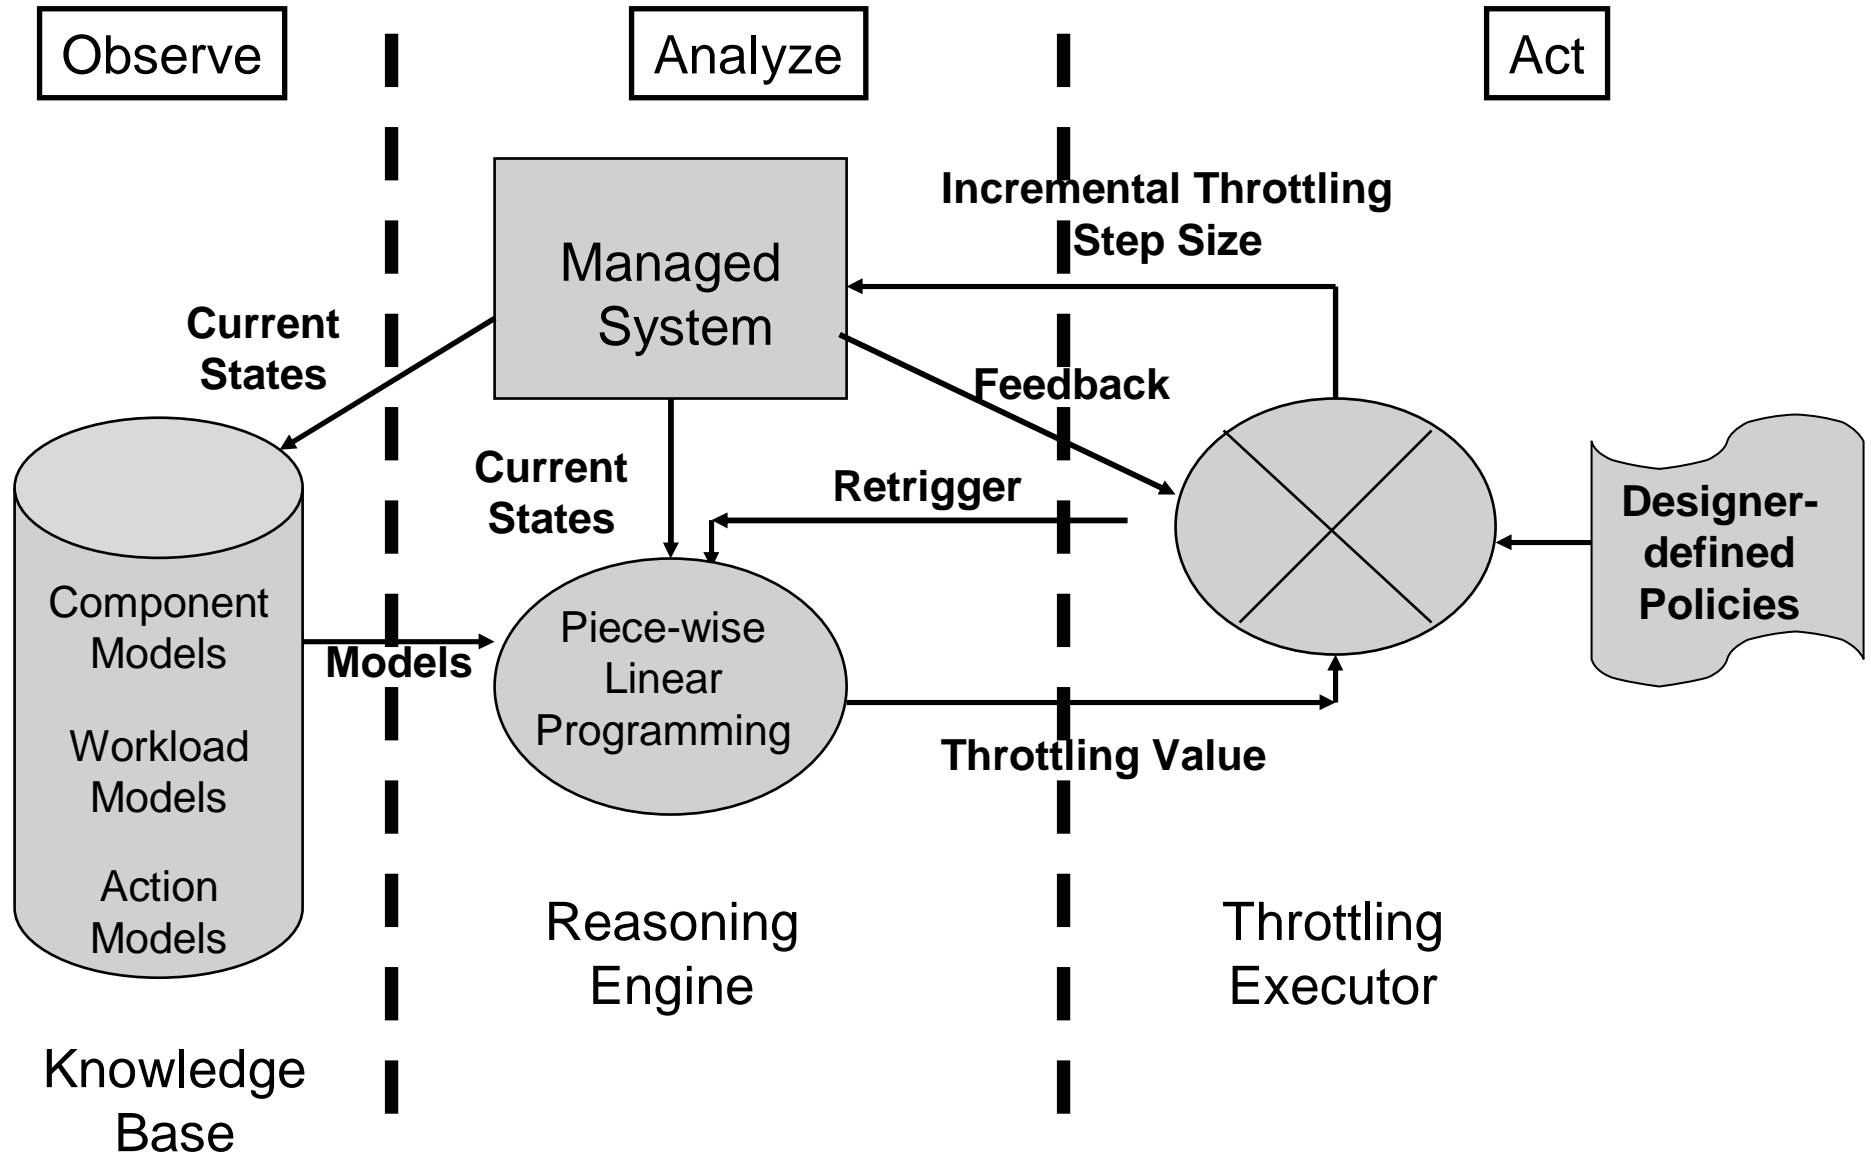 Observe
Analyze
Act
Incremental Throttling
Step Size
Managed
System
Current
States
Feedback
Current
States
Retrigger
Designer-
defined
Policies
Component
Models
Models
Piece-wise
Linear
Programming
Workload
Models
Throttling Value
Action
Models
Reasoning
Engine
Throttling
Executor
Knowledge
Base